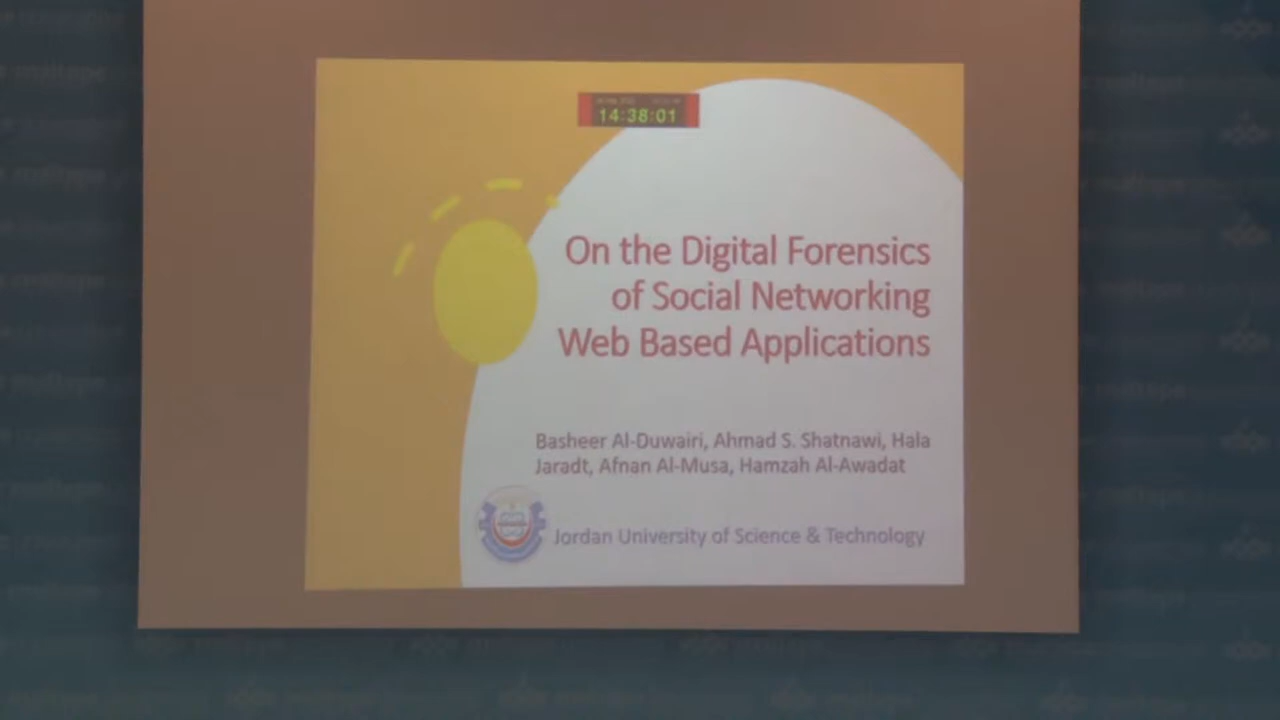 14:38:01
On the Digital Forensics
of Social Networking
Web Based Applications
Basheer Al-Duwairi, Ahmad S. Shatnawi, Hala
Jaradt, Afnan Al-Musa, Hamzah Al-Awadat
Jordan University of Science & Technology